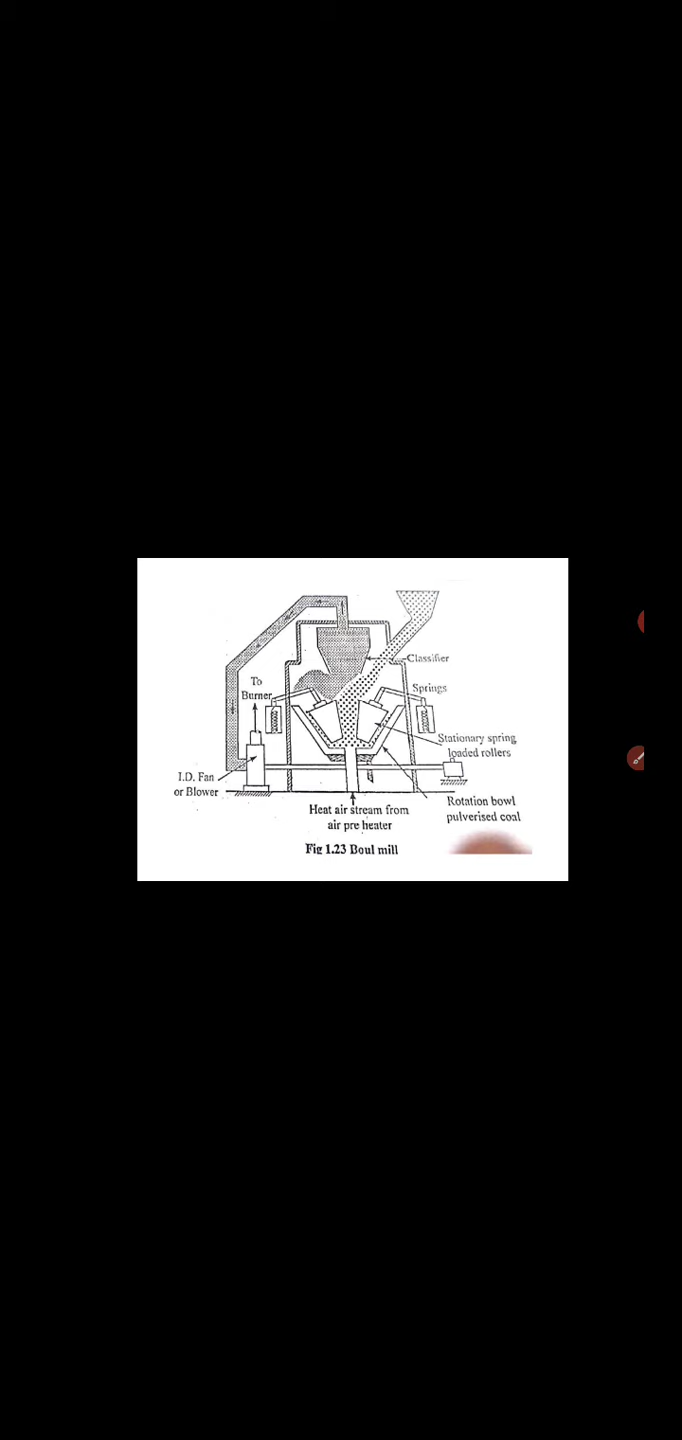 Classifier
To
Burner
Springs
Stationary spring
loaded rollers
I.D. Fan
or Blower
Heat air stream from
air pre heater
Rotation bowl
pulverised coal
Fig 1.23 Boul mill